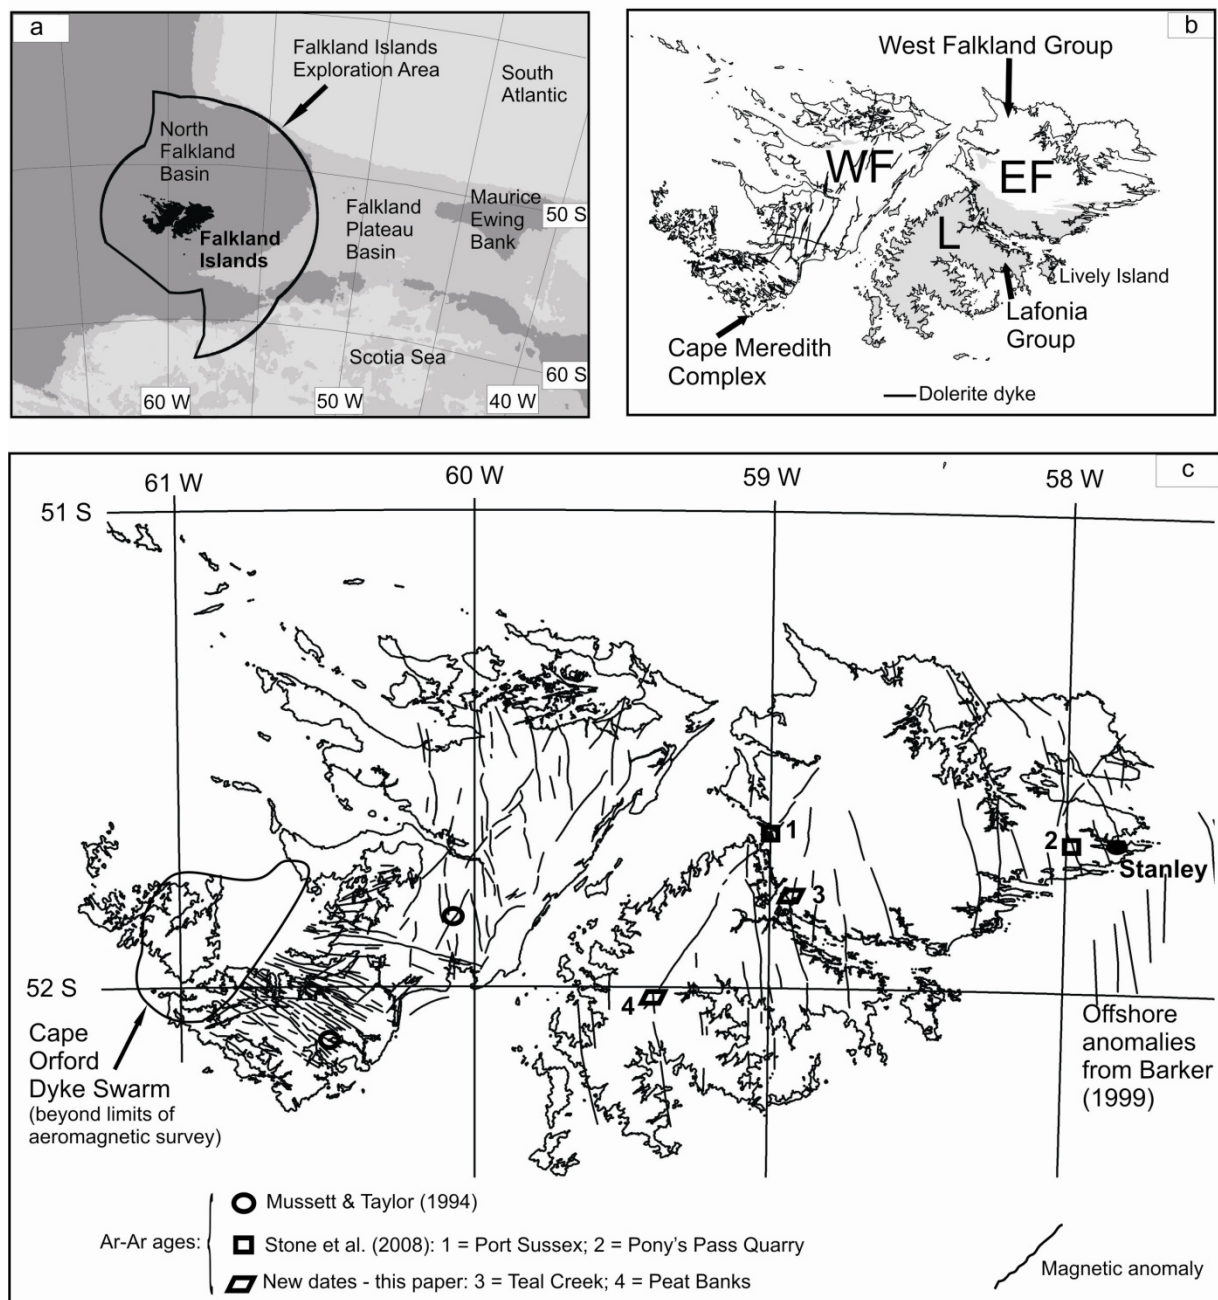 a
Falkland Islands
Exploration Area
South
Atlantic
North
Falkland
Basin
Maurice
Ewing
Bank
50 S
Falkland
Plateau
Basin
Falkland
Islands
Scotia Sea
60 S
60 W
50 W
40 W
b
West Falkland Group
WF
EF
L
Lively Island
Lafonia
Group
Cape Meredith
Complex
Dolerite dyke
c
61 W
60 W
59 W
58 W
51 S
1
2
Stanley
3
52 S
4
Cape
Orford
Dyke Swarm
(beyond limits of
aeromagnetic survey)
Offshore
anomalies
from Barker
(1999)
Ar-Ar ages:
Mussett & Taylor (1994)
Stone et al. (2008): 1 = Port Sussex; 2 = Pony's Pass Quarry
New dates - this paper: 3 = Teal Creek; 4 = Peat Banks
Magnetic anomaly